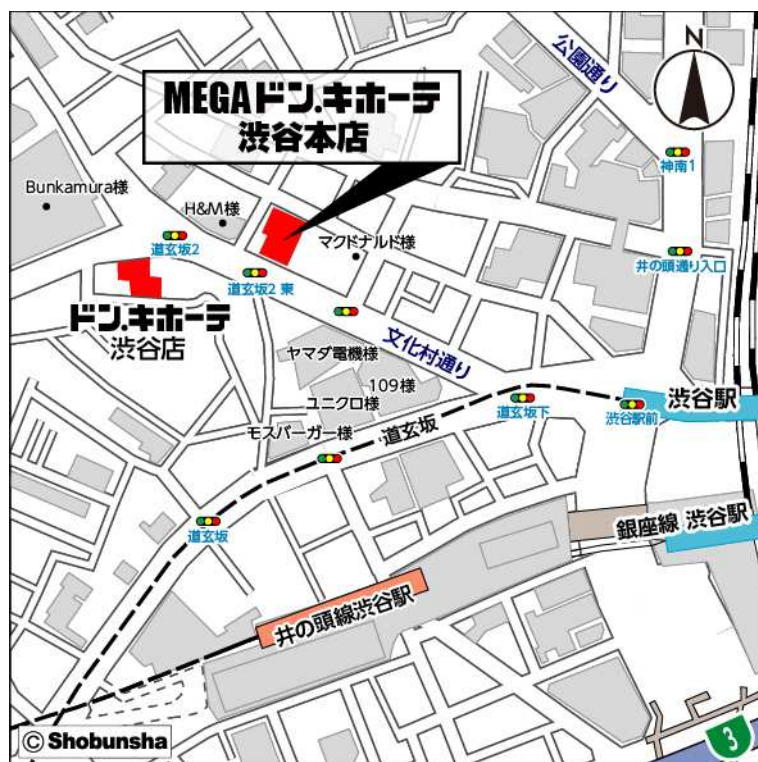 公園通り
N
MEGAドン.キホーテ
渋谷本店
神南1
Bunkamura様
H&M様
道玄坂2
マクドナルド様
井の頭通り入口
道玄坂2 東
ドン.キホーテ
渋谷店
文化村通り
ヤマダ電機様
109様
ユニクロ様
渋谷駅
道玄坂下
渋谷駅前
モスバーガー様
道玄坂
道玄坂
銀座線 渋谷駅
井の頭線渋谷駅
© Shobunsha
3